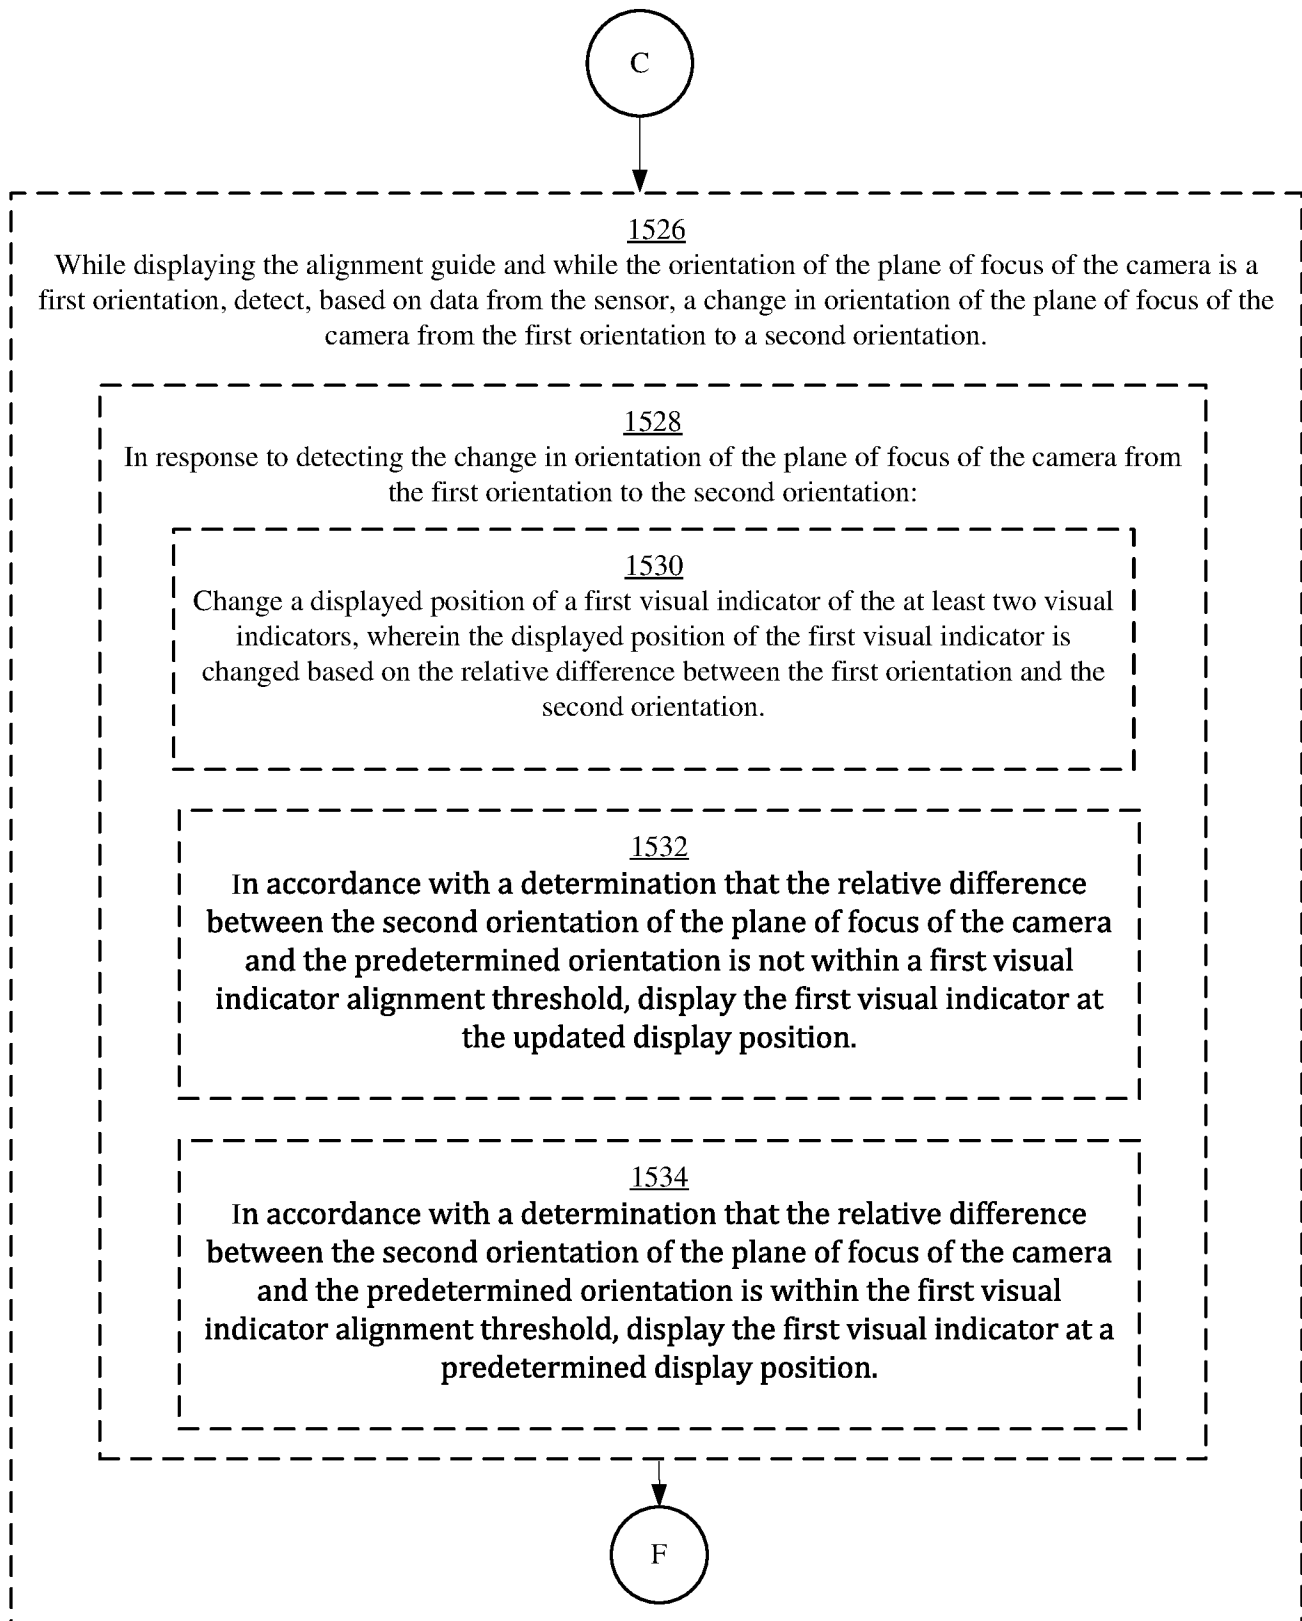 C
1526
While displaying the alignment guide and while the orientation of the plane of focus of the camera is a
first orientation, detect, based on data from the sensor, a change in orientation of the plane of focus of the
camera from the first orientation to a second orientation.
1528
In response to detecting the change in orientation of the plane of focus of the camera from
the first orientation to the second orientation:
1530
Change a displayed position of a first visual indicator of the at least two visual
indicators, wherein the displayed position of the first visual indicator is
changed based on the relative difference between the first orientation and the
second orientation.
1532
In accordance with a determination that the relative difference
between the second orientation of the plane of focus of the camera
and the predetermined orientation is not within a first visual
indicator alignment threshold, display the first visual indicator at
the updated display position.
1534
In accordance with a determination that the relative difference
between the second orientation of the plane of focus of the camera
and the predetermined orientation is within the first visual
indicator alignment threshold, display the first visual indicator at a
predetermined display position.
F